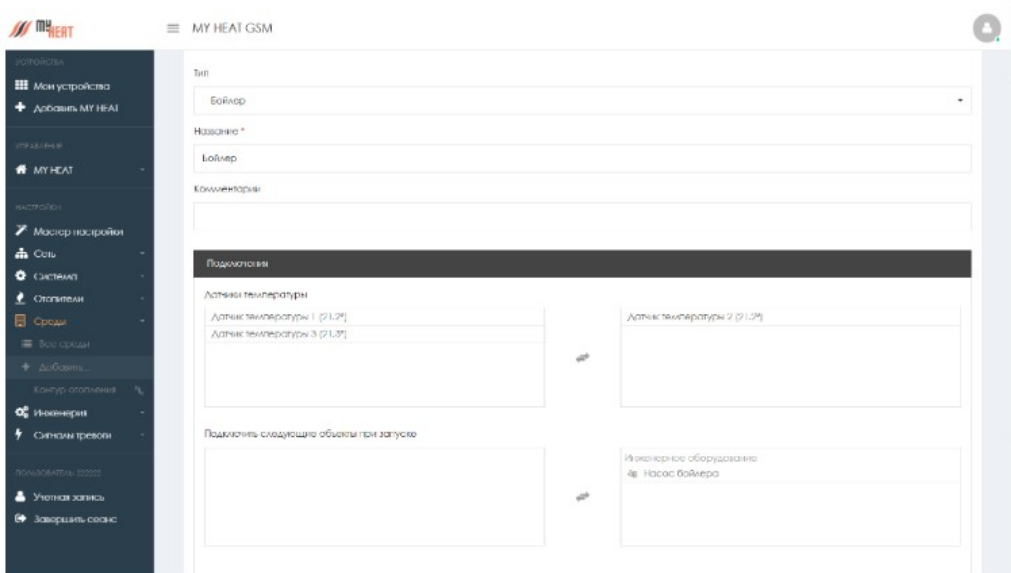 MY HEAT
MY HEAT GSM
УСТРОЙСТВА
Мои устройства
Добавить MY HEAT
УПРАВЛЕНИЕ
MY HEAT
НАСТРОЙКИ
Мастер настройки
Сеть
Система
Отопители
Среды
Все среды
Добавить...
Контур отопления
Инженерия
Сигналы тревоги
ПОЛЬЗОВАТЕЛЬ 222222
Учетная запись
Завершить сеанс
Тип
Бойлер
Название *
Бойлер
Комментарии
Подключения
Датчики температуры
Датчик температуры 1 (21.2°)
Датчик температуры 3 (21.3°)
Датчик температуры 2 (21.2°)
Подключить следующие объекты при запуске
Инженерное оборудование
Насос бойлера